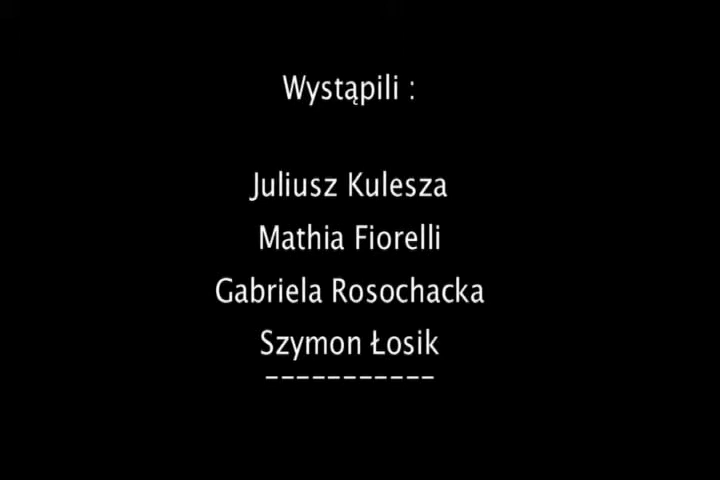 Wystąpili :
Juliusz Kulesza
Mathia Fiorelli
Gabriela Rosochacka
Szymon Łosik
-----------